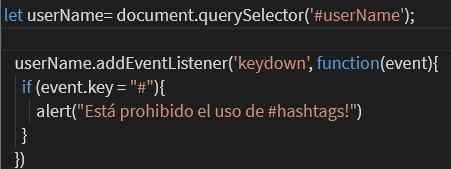 let userName= document.querySelector('#userName');
userName.addEventListener('keydown', function(event){
if (event.key = "#"){
alert("Está prohibido el uso de #hashtags!")
}
})